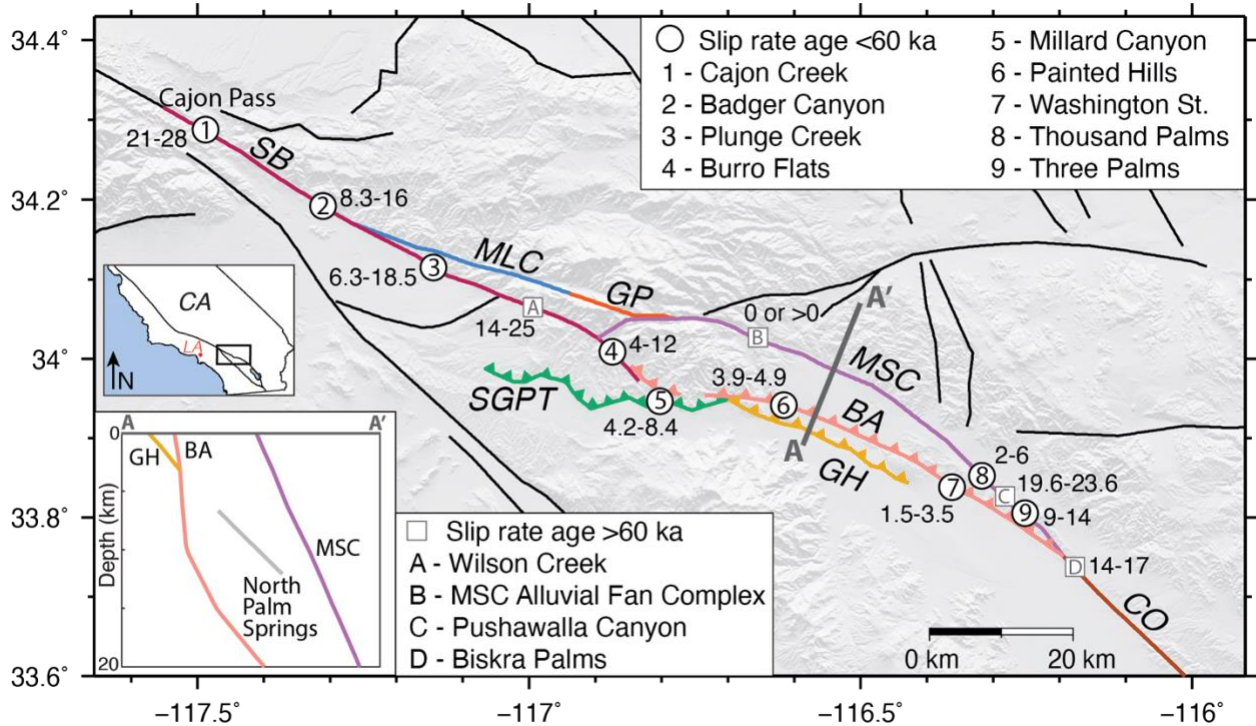 34.4°
34.2°
34°
33.8°
33.6°
−117.5°
−117°
−116.5°
−116°
Slip rate age <60 ka
1 - Cajon Creek
2 - Badger Canyon
3 - Plunge Creek
4 - Burro Flats
5 - Millard Canyon
6 - Painted Hills
7 - Washington St.
8 - Thousand Palms
9 - Three Palms
Cajon Pass
1
21-28
SB
2
8.3-16
MLC
3
6.3-18.5
GP
A
14-25
0 or >0
A'
B
4
4-12
MSC
3.9-4.9
SGPT
5
6
BA
4.2-8.4
A
GH
8
2-6
7
C
19.6-23.6
1.5-3.5
9
9-14
D
14-17
CO
0 km
20 km
CA
LA
N
A
A'
0
GH
BA
MSC
Depth (km)
North
Palm
Springs
20
Slip rate age >60 ka
A - Wilson Creek
B - MSC Alluvial Fan Complex
C - Pushawalla Canyon
D - Biskra Palms